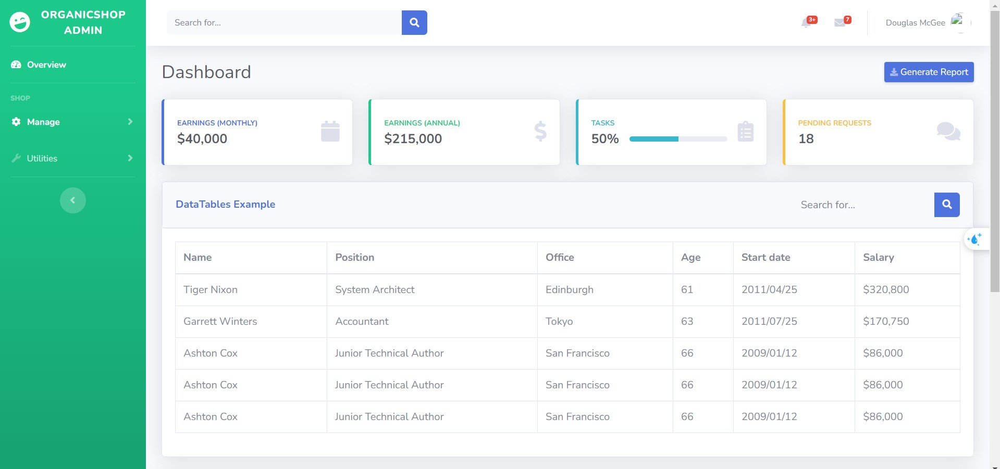 ORGANICSHOP
ADMIN
Search for...
3+
7
Douglas McGee
Overview
SHOP
Manage
Utilities
Dashboard
Generate Report
EARNINGS (MONTHLY)
$40,000
EARNINGS (ANNUAL)
$215,000
TASKS
50%
PENDING REQUESTS
18
DataTables Example
Search for...
Name Position Office Age Start date Salary
Tiger Nixon System Architect Edinburgh 61 2011/04/25 $320,800
Garrett Winters Accountant Tokyo 63 2011/07/25 $170,750
Ashton Cox Junior Technical Author San Francisco 66 2009/01/12 $86,000
Ashton Cox Junior Technical Author San Francisco 66 2009/01/12 $86,000
Ashton Cox Junior Technical Author San Francisco 66 2009/01/12 $86,000